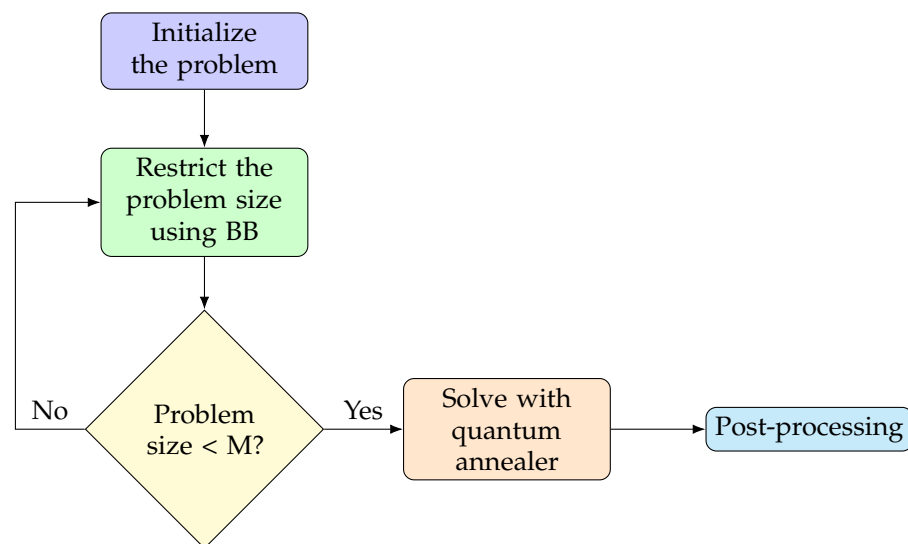 Initialize
the problem
Restrict the
problem size
using BB
No
Problem
size < M?
Yes
Solve with
quantum
annealer
Post-processing